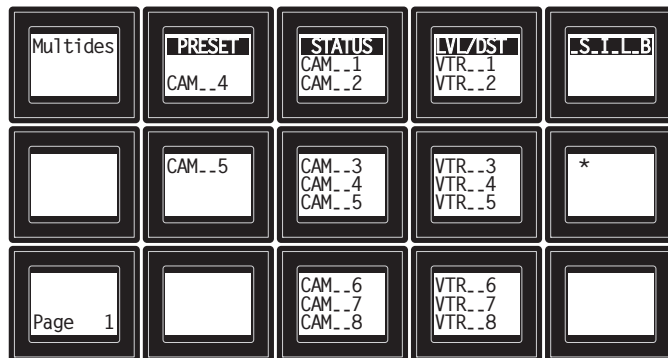 Multides
PRESET
CAM__4
STATUS
CAM__1
CAM__2
LVL/DST
VTR__1
VTR__2
_S_I_L_B
CAM__5
CAM__3
CAM__4
CAM__5
VTR__3
VTR__4
VTR__5
*
Page 1
CAM__6
CAM__7
CAM__8
VTR__6
VTR__7
VTR__8